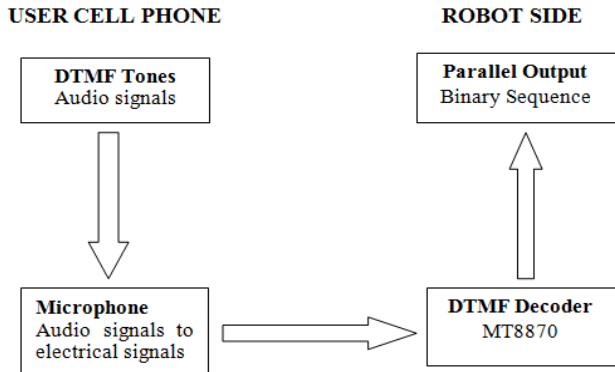 USER CELL PHONE
ROBOT SIDE
DTMF Tones
Audio signals
Parallel Output
Binary Sequence
Microphone
Audio signals to
electrical signals
DTMF Decoder
MT8870